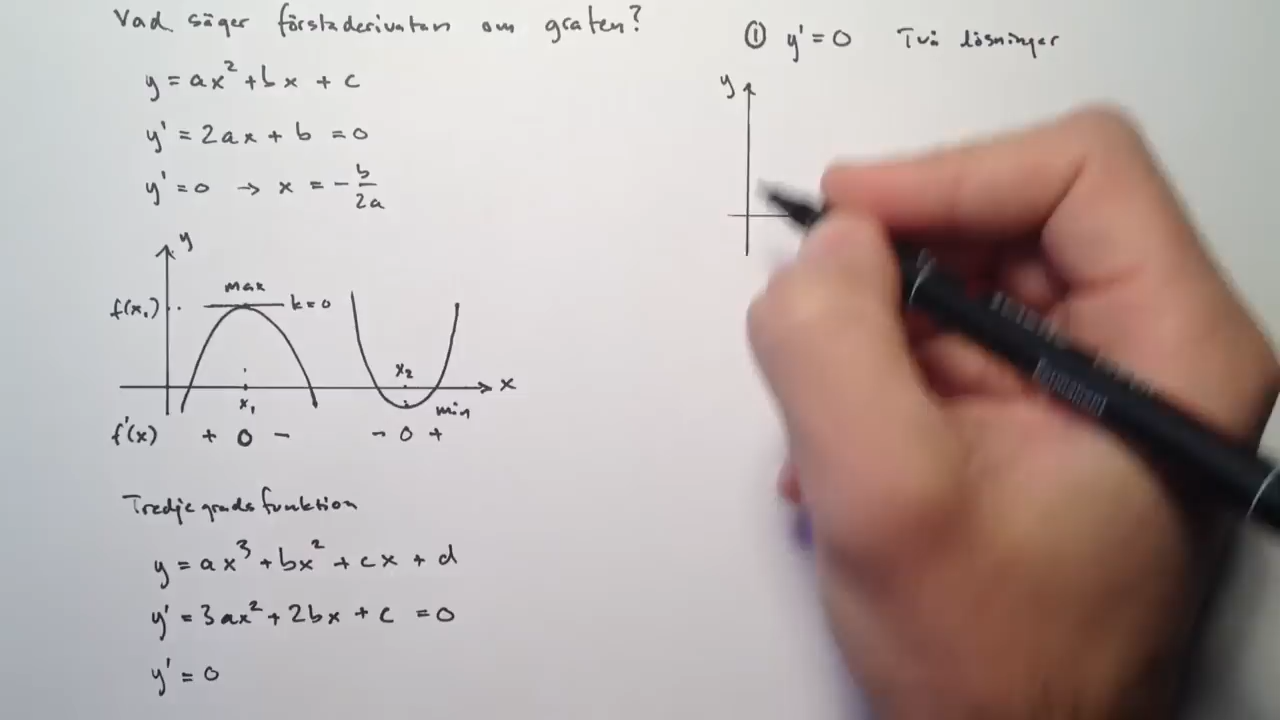 Vad säger förstaderivatan om grafen?
y = ax² + bx + c
y' = 2ax + b = 0
y' = 0 → x = -b/2a
y
max
f(x₁)
k = 0
x₂
x
x₁
min
f'(x) + 0 - - 0 +
Tredjegradsfunktion
y = ax³ + bx² + cx + d
y' = 3ax² + 2bx + c = 0
y' = 0
① y' = 0 Två lösningar
y
Permanent